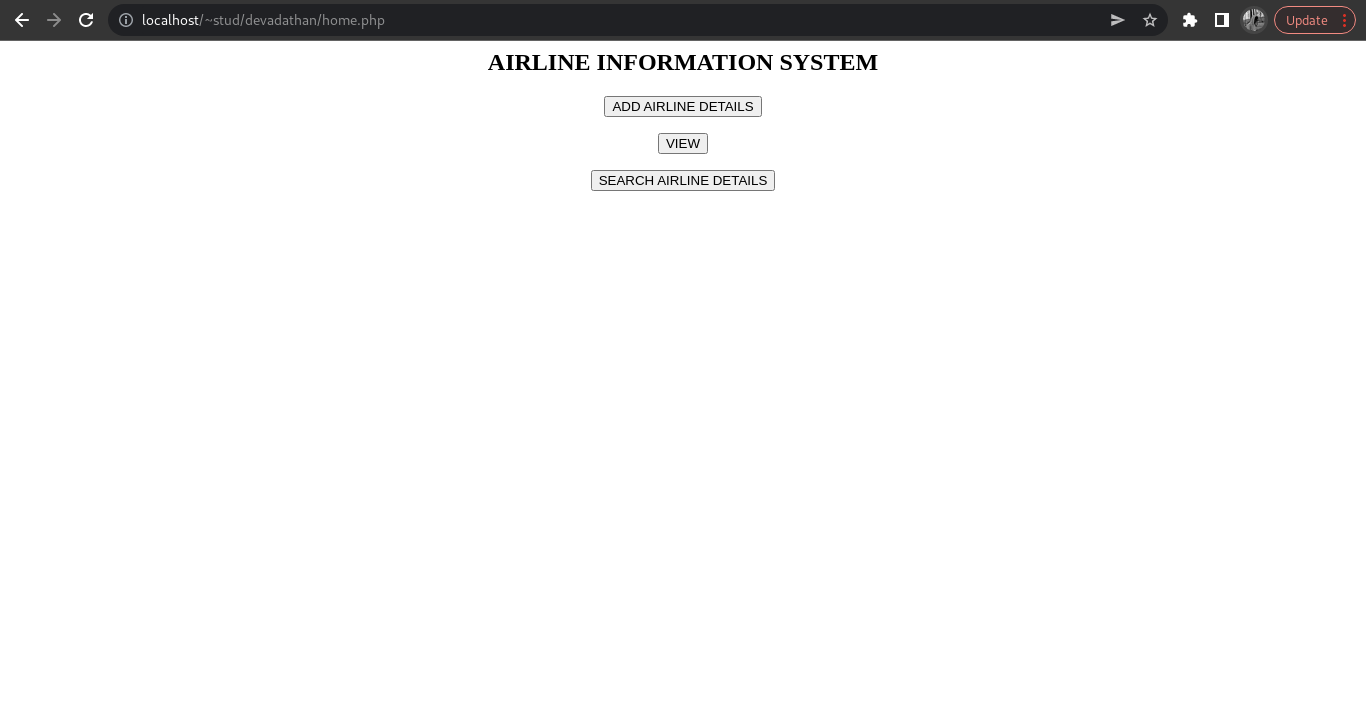 localhost/~stud/devadathan/home.php
Update
AIRLINE INFORMATION SYSTEM
ADD AIRLINE DETAILS
VIEW
SEARCH AIRLINE DETAILS